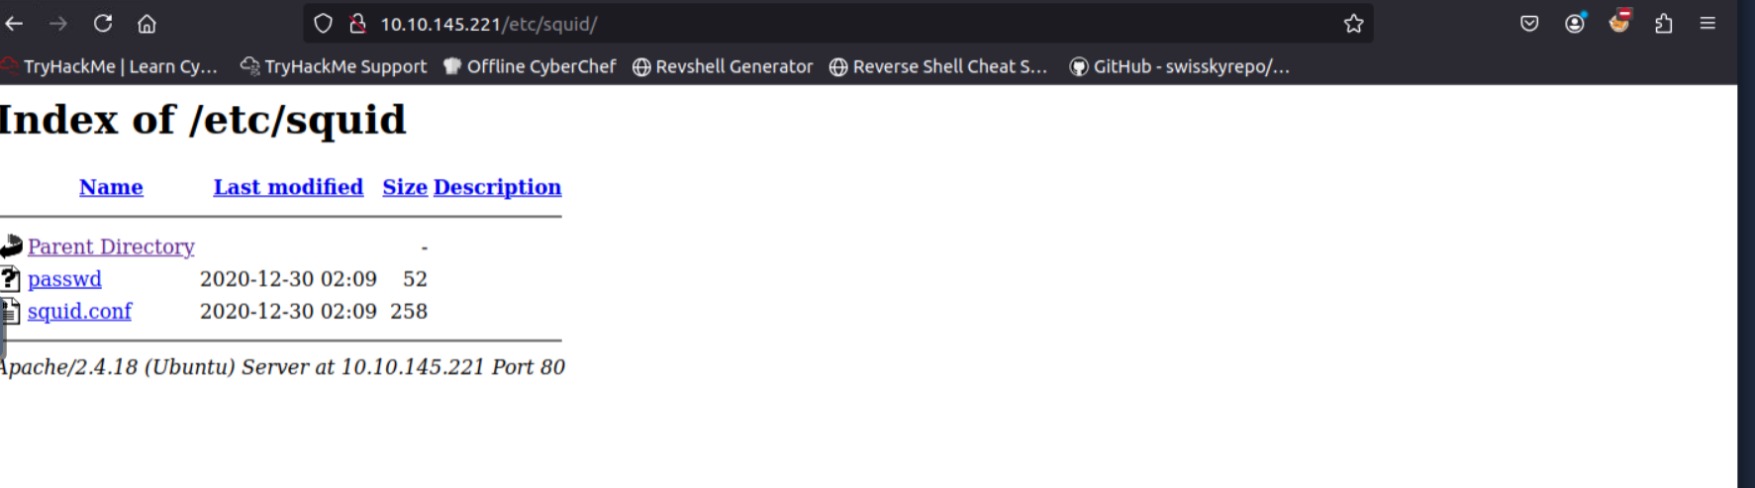 10.10.145.221/etc/squid/
TryHackMe | Learn Cy... TryHackMe Support Offline CyberChef Revshell Generator Reverse Shell Cheat S... GitHub - swisskyrepo/...
Index of /etc/squid
Name Last modified Size Description
Parent Directory -
passwd 2020-12-30 02:09 52
squid.conf 2020-12-30 02:09 258
Apache/2.4.18 (Ubuntu) Server at 10.10.145.221 Port 80